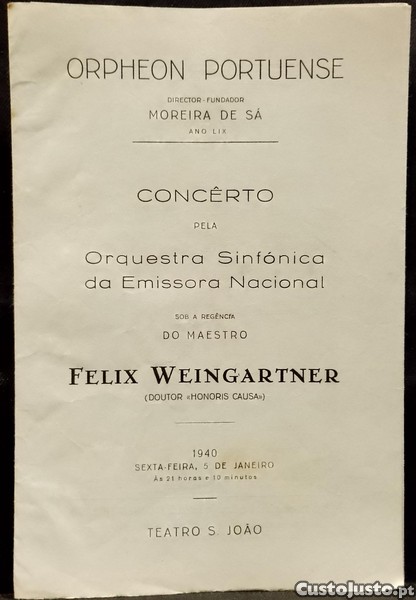 ORPHEON PORTUENSE
DIRECTOR-FUNDADOR
MOREIRA DE SÁ
ANO LIX
CONCÊRTO
PELA
Orquestra Sinfónica
da Emissora Nacional
SOB A REGÊNCIA
DO MAESTRO
FELIX WEINGARTNER
(DOUTOR «HONORIS CAUSA»)
1940
SEXTA-FEIRA, 5 DE JANEIRO
Às 21 horas e 10 minutos
TEATRO S. JOÃO
CustoJusto.pt